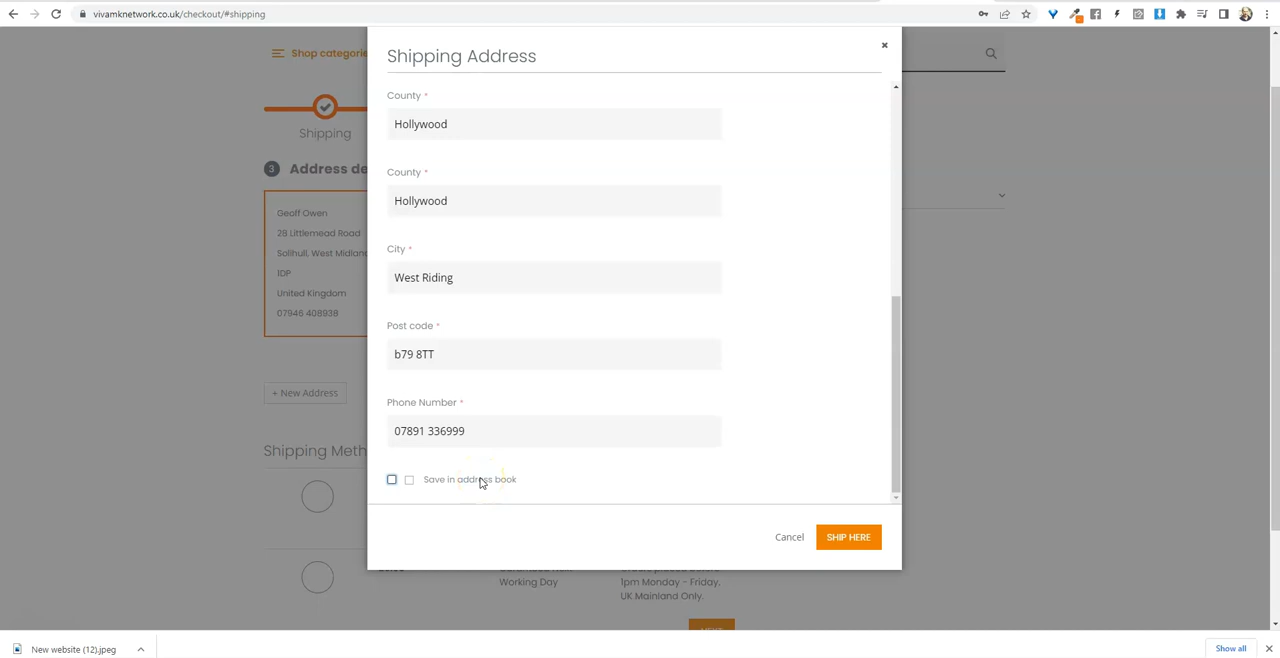 vivamknetwork.co.uk/checkout/#shipping
Shipping Address
Shop categorie
County *
Hollywood
Shipping
County *
3 Address de
Hollywood
Geoff Owen
28 Littlemead Road
City *
Solihull, West Midlan
IDP
West Riding
United Kingdom
07946 408938
Post code *
b79 8TT
+ New Address
Phone Number *
07891 336999
Shipping Meth
Save in address book
Cancel
SHIP HERE
Working Day
1pm Monday - Friday.
UK Mainland Only.
New website (12).jpeg
Show all